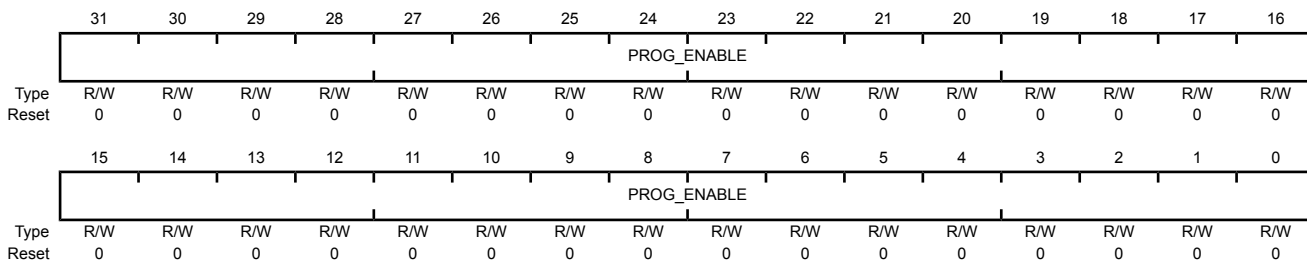 31 30 29 28 27 26 25 24 23 22 21 20 19 18 17 16
PROG_ENABLE
Type R/W R/W R/W R/W R/W R/W R/W R/W R/W R/W R/W R/W R/W R/W R/W R/W
Reset 0 0 0 0 0 0 0 0 0 0 0 0 0 0 0 0
15 14 13 12 11 10 9 8 7 6 5 4 3 2 1 0
PROG_ENABLE
Type R/W R/W R/W R/W R/W R/W R/W R/W R/W R/W R/W R/W R/W R/W R/W R/W
Reset 0 0 0 0 0 0 0 0 0 0 0 0 0 0 0 0